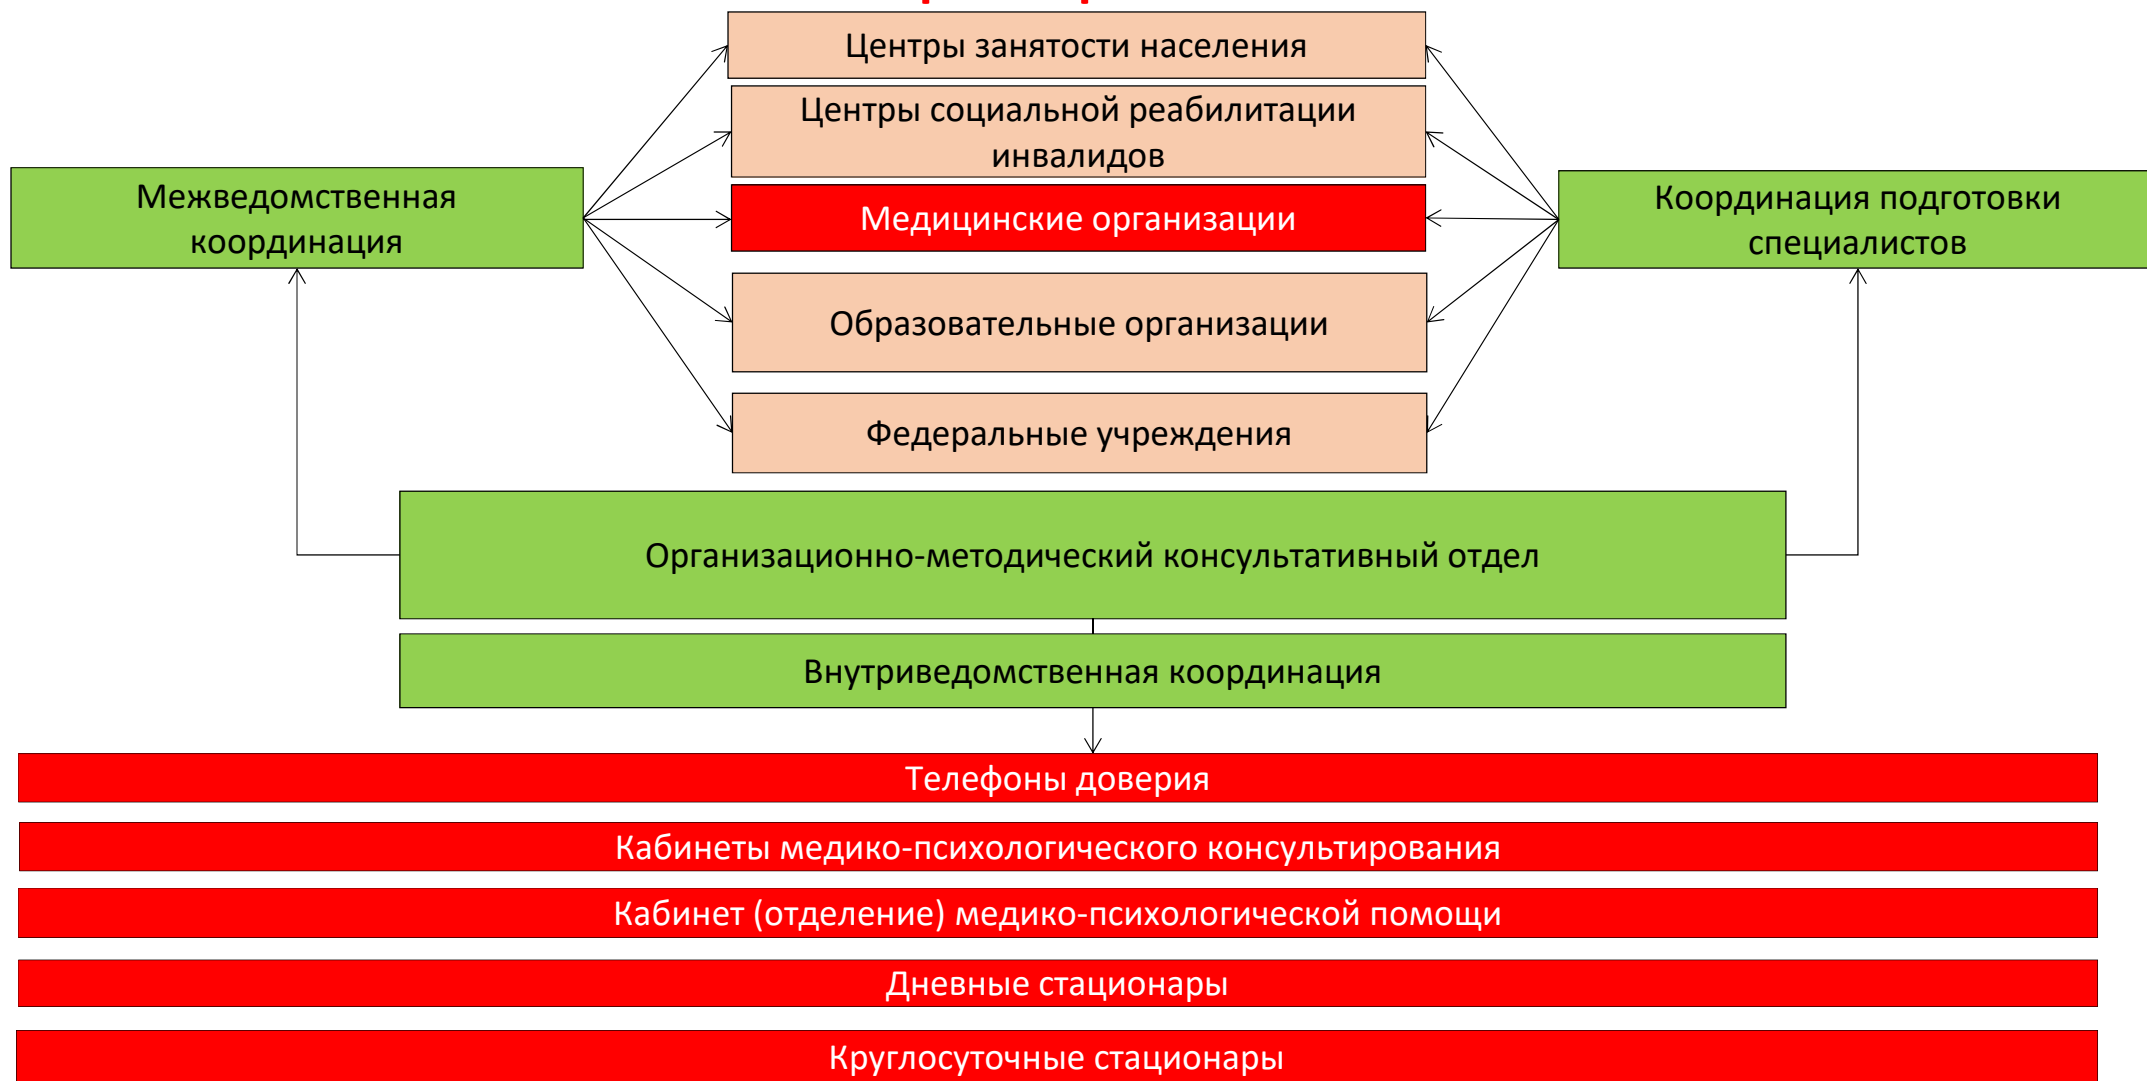 Центры занятости населения
Центры социальной реабилитации
инвалидов
Межведомственная
координация
Медицинские организации
Координация подготовки
специалистов
Образовательные организации
Федеральные учреждения
Организационно-методический консультативный отдел
Внутриведомственная координация
Телефоны доверия
Кабинеты медико-психологического консультирования
Кабинет (отделение) медико-психологической помощи
Дневные стационары
Круглосуточные стационары